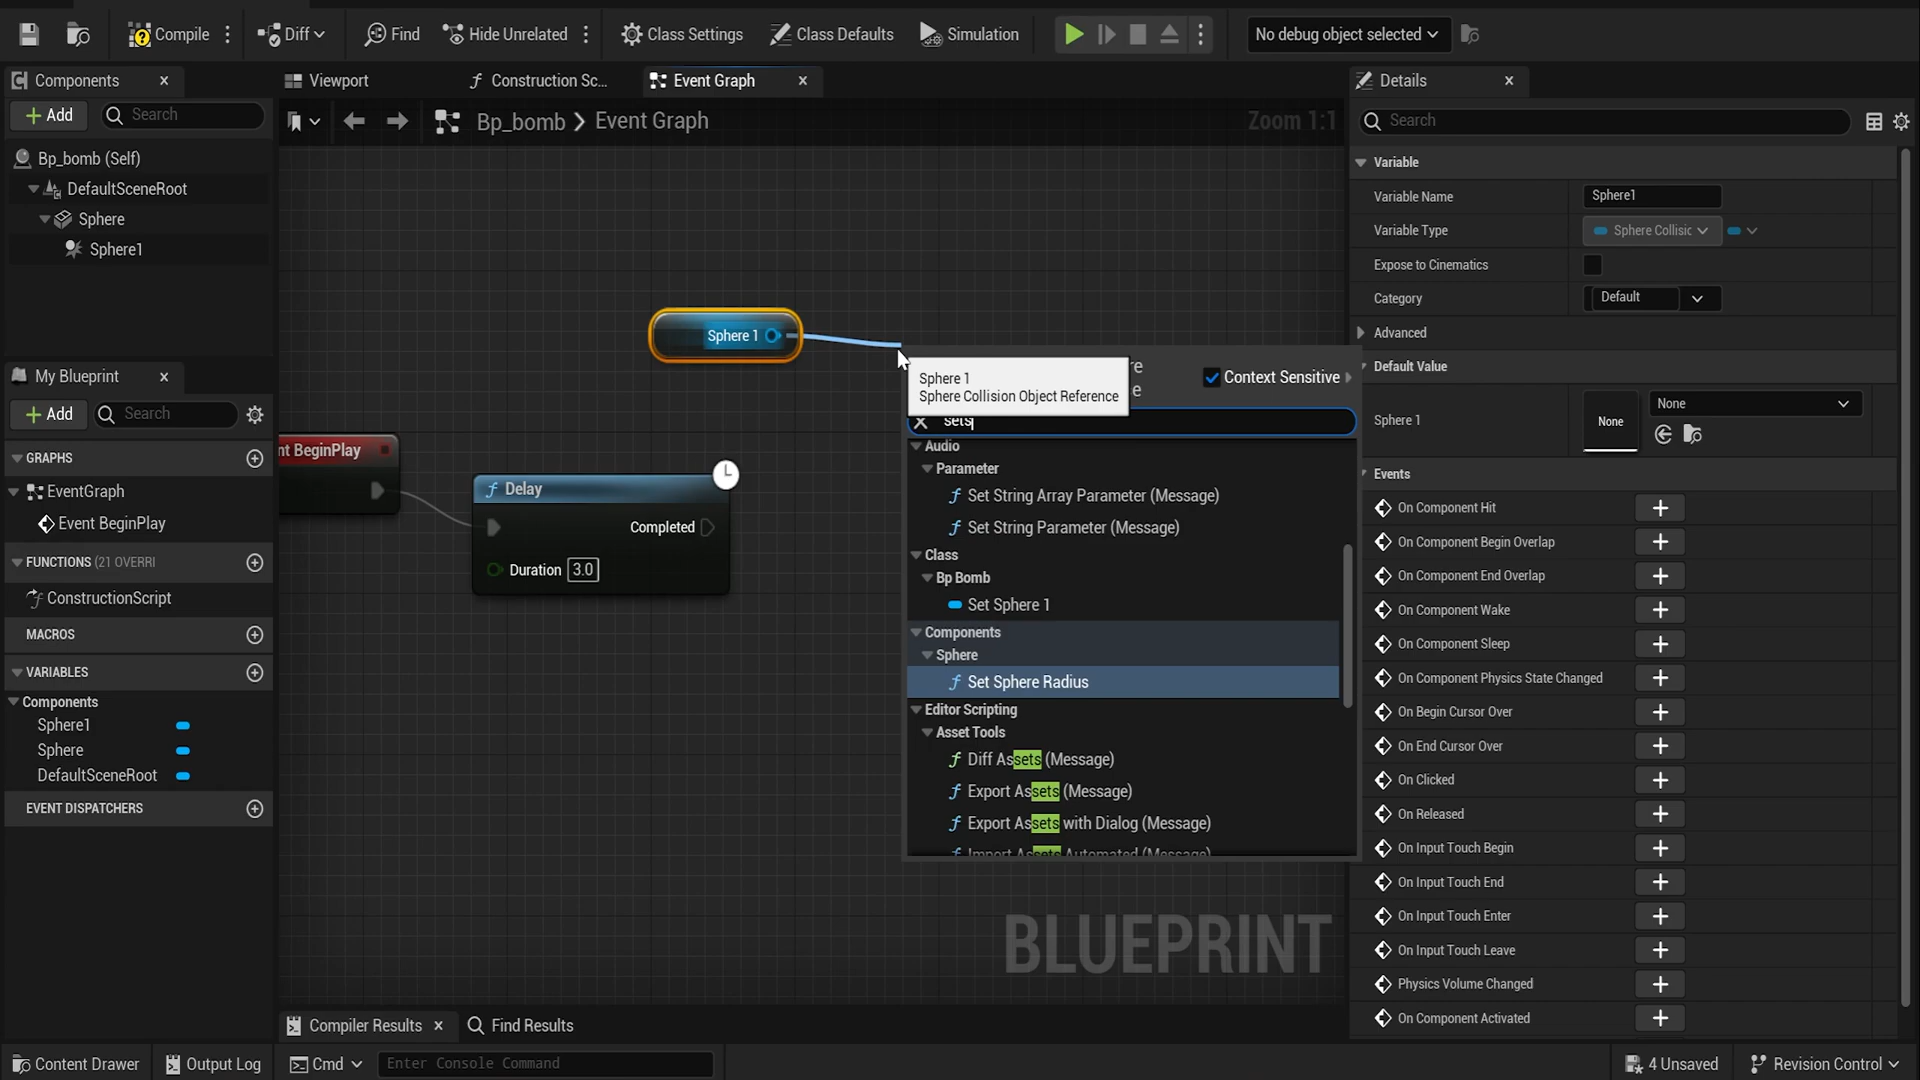 Compile
Diff
Find
Hide Unrelated
Class Settings
Class Defaults
Simulation
No debug object selected
Components
Viewport
Construction Sc...
Event Graph
Details
Add
Search
Bp_bomb > Event Graph
Zoom 1:1
Search
Bp_bomb (Self)
DefaultSceneRoot
Sphere
Sphere1
Variable
Variable Name
Sphere1
Variable Type
Sphere Collisic
Expose to Cinematics
Category
Default
Advanced
Default Value
Sphere 1
None
None
Events
On Component Hit
On Component Begin Overlap
On Component End Overlap
On Component Wake
On Component Sleep
On Component Physics State Changed
On Begin Cursor Over
On End Cursor Over
On Clicked
On Released
On Input Touch Begin
On Input Touch End
On Input Touch Enter
On Input Touch Leave
Physics Volume Changed
On Component Activated
My Blueprint
Add
Search
GRAPHS
EventGraph
Event BeginPlay
FUNCTIONS (21 OVERRI
ConstructionScript
MACROS
VARIABLES
Components
Sphere1
Sphere
DefaultSceneRoot
EVENT DISPATCHERS
Sphere 1
nt BeginPlay
Delay
Completed
Duration 3.0
Sphere 1
Sphere Collision Object Reference
re
e
Context Sensitive
sets
Audio
Parameter
Set String Array Parameter (Message)
Set String Parameter (Message)
Class
Bp Bomb
Set Sphere 1
Components
Sphere
Set Sphere Radius
Editor Scripting
Asset Tools
Diff Assets (Message)
Export Assets (Message)
Export Assets with Dialog (Message)
Import Assets Automated (Message)
BLUEPRINT
Compiler Results
Find Results
Content Drawer
Output Log
Cmd
Enter Console Command
4 Unsaved
Revision Control